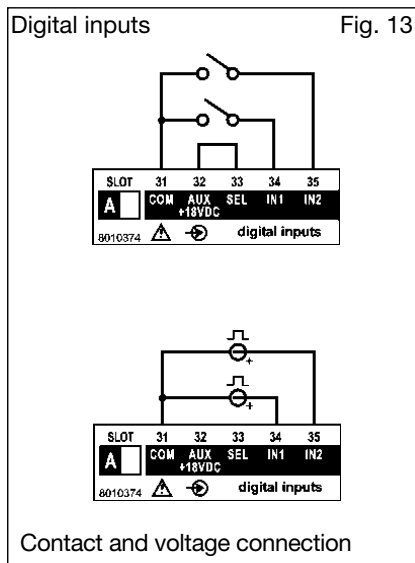 Digital inputs Fig. 13
SLOT 31 32 33 34 35
A COM AUX SEL IN1 IN2
+18VDC
8010374 digital inputs
+
+
SLOT 31 32 33 34 35
A COM AUX SEL IN1 IN2
+18VDC
8010374 digital inputs
Contact and voltage connection